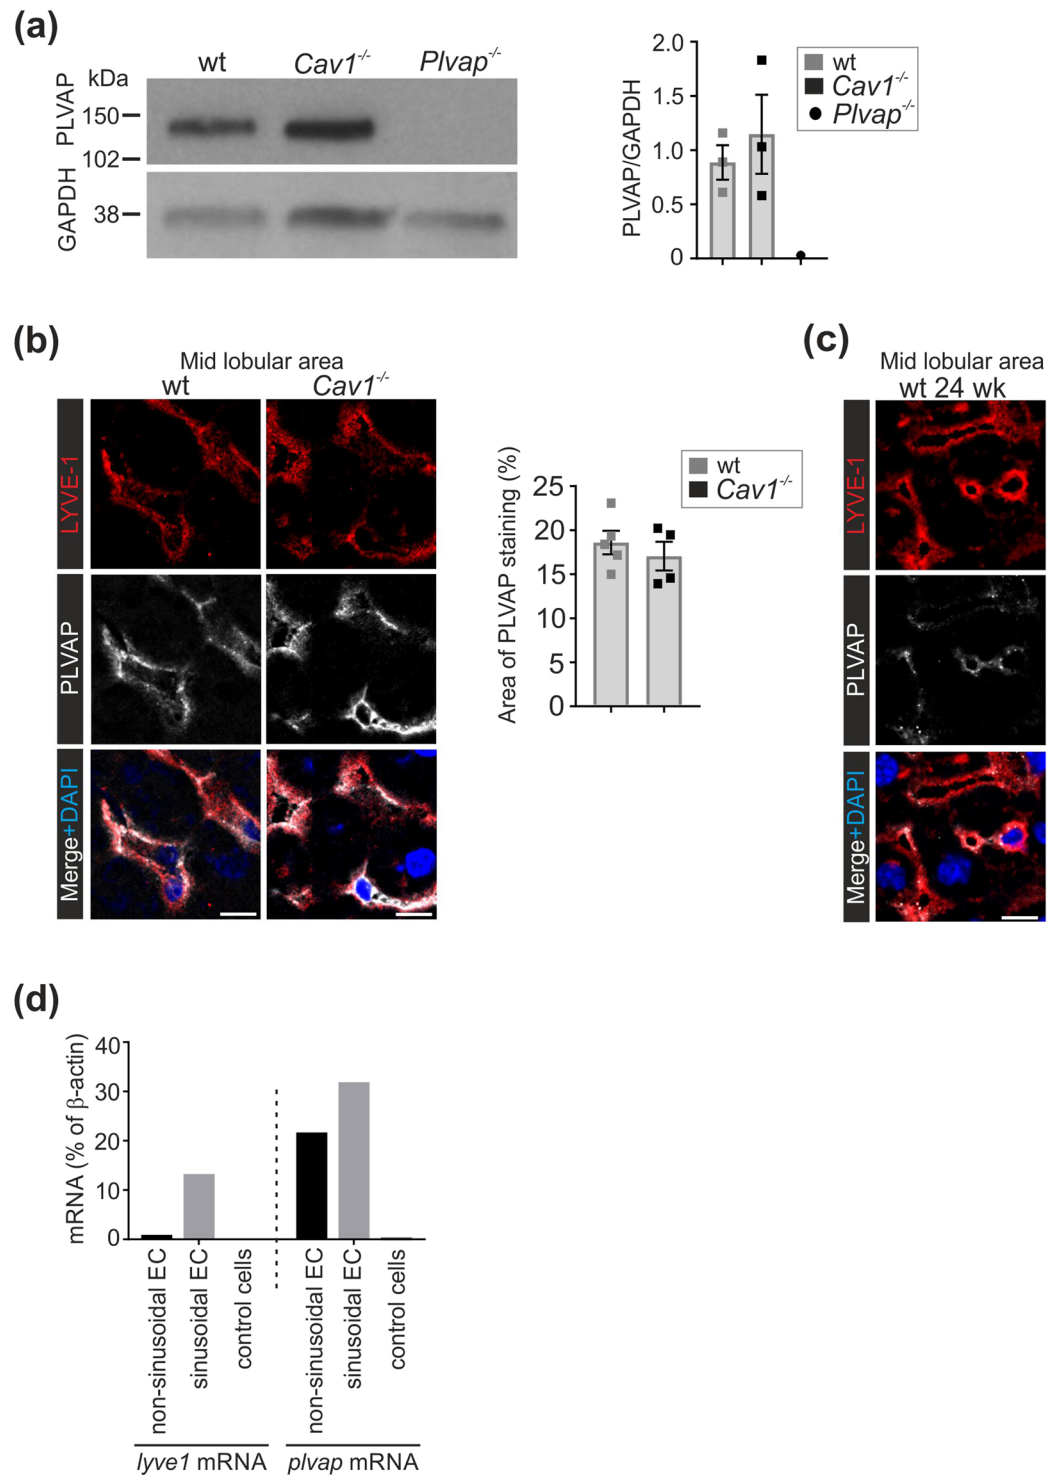 (a)
wt Cav1-/- Plvap-/-
kDa
PLVAP
150
102
GAPDH
38
PLVAP/GAPDH
2.0
1.5
1.0
0.5
0
wt
Cav1-/-
Plvap-/-
(b)
Mid lobular area
wt Cav1-/-
LYVE-1
PLVAP
Merge+DAPI
Area of PLVAP staining (%)
25
20
15
10
5
0
wt
Cav1-/-
(c)
Mid lobular area
wt 24 wk
LYVE-1
PLVAP
Merge+DAPI
(d)
mRNA (% of β-actin)
40
30
20
10
0
non-sinusoidal EC
sinusoidal EC
control cells
non-sinusoidal EC
sinusoidal EC
control cells
lyve1 mRNA plvap mRNA